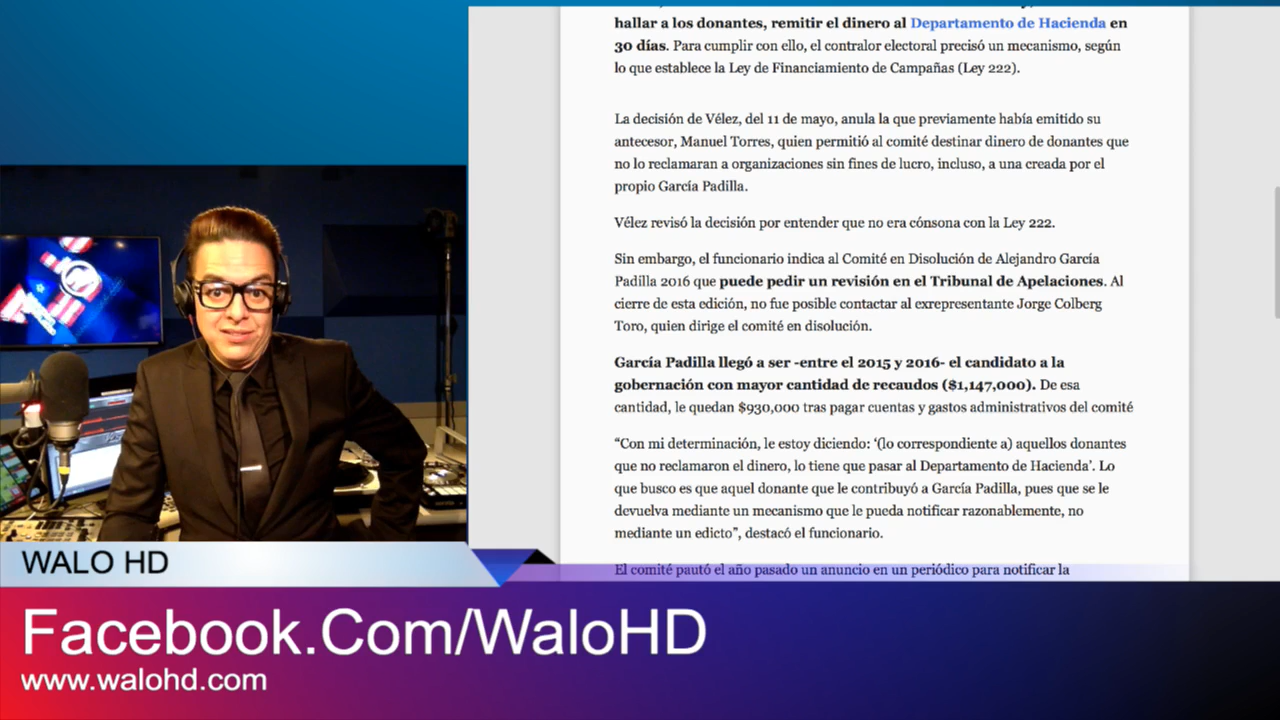 hallar a los donantes, remitir el dinero al Departamento de Hacienda en
30 días. Para cumplir con ello, el contralor electoral precisó un mecanismo, según
lo que establece la Ley de Financiamiento de Campañas (Ley 222).
La decisión de Vélez, del 11 de mayo, anula la que previamente había emitido su
antecesor, Manuel Torres, quien permitió al comité destinar dinero de donantes que
no lo reclamaran a organizaciones sin fines de lucro, incluso, a una creada por el
propio García Padilla.
Vélez revisó la decisión por entender que no era cónsona con la Ley 222.
Sin embargo, el funcionario indica al Comité en Disolución de Alejandro García
Padilla 2016 que puede pedir un revisión en el Tribunal de Apelaciones. Al
cierre de esta edición, no fue posible contactar al exrepresentante Jorge Colberg
Toro, quien dirige el comité en disolución.
García Padilla llegó a ser -entre el 2015 y 2016- el candidato a la
gobernación con mayor cantidad de recaudos ($1,147,000). De esa
cantidad, le quedan $930,000 tras pagar cuentas y gastos administrativos del comité
“Con mi determinación, le estoy diciendo: ‘(lo correspondiente a) aquellos donantes
que no reclamaron el dinero, lo tiene que pasar al Departamento de Hacienda’. Lo
que busco es que aquel donante que le contribuyó a García Padilla, pues que se le
devuelva mediante un mecanismo que le pueda notificar razonablemente, no
mediante un edicto”, destacó el funcionario.
El comité pautó el año pasado un anuncio en un periódico para notificar la
WALO HD
Facebook.Com/WaloHD
www.walohd.com